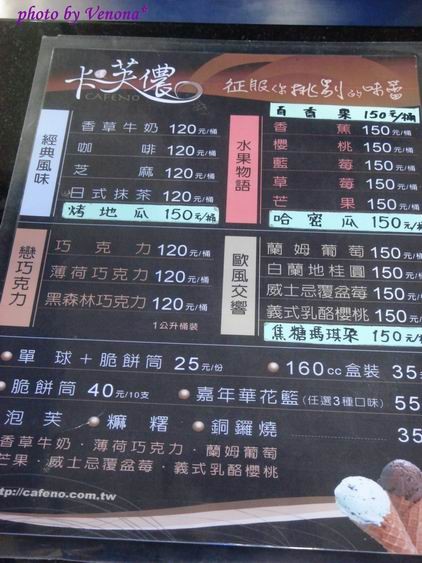 photo by Venona*
卡·芙儂
CAFENO
征服你挑剔的味蕾
經典風味
香草牛奶 120元/桶
咖啡 120元/桶
芝麻 120元/桶
日式抹茶 120元/桶
烤地瓜 150元/桶
水果物語
百香果 150元/桶
香蕉 150元/桶
櫻桃 150元/桶
藍莓 150元/桶
草莓 150元/桶
芒果 150元/桶
哈密瓜 150元/桶
戀巧克力
巧克力 120元/桶
薄荷巧克力 120元/桶
黑森林巧克力 120元/桶
1公升桶裝
歐風交響
蘭姆葡萄 150元/桶
白蘭地桂圓 150元/桶
威士忌覆盆莓 150元/桶
義式乳酪櫻桃 150元/桶
焦糖瑪琪朵 150元/桶
單球+脆餅筒 25元/份
160cc盒裝 35
脆餅筒 40元/10支
嘉年華花籃(任選3種口味) 55
泡芙·麻糬·銅鑼燒 35
香草牛奶·薄荷巧克力·蘭姆葡萄
芒果·威士忌覆盆莓·義式乳酪櫻桃
http://cafeno.com.tw